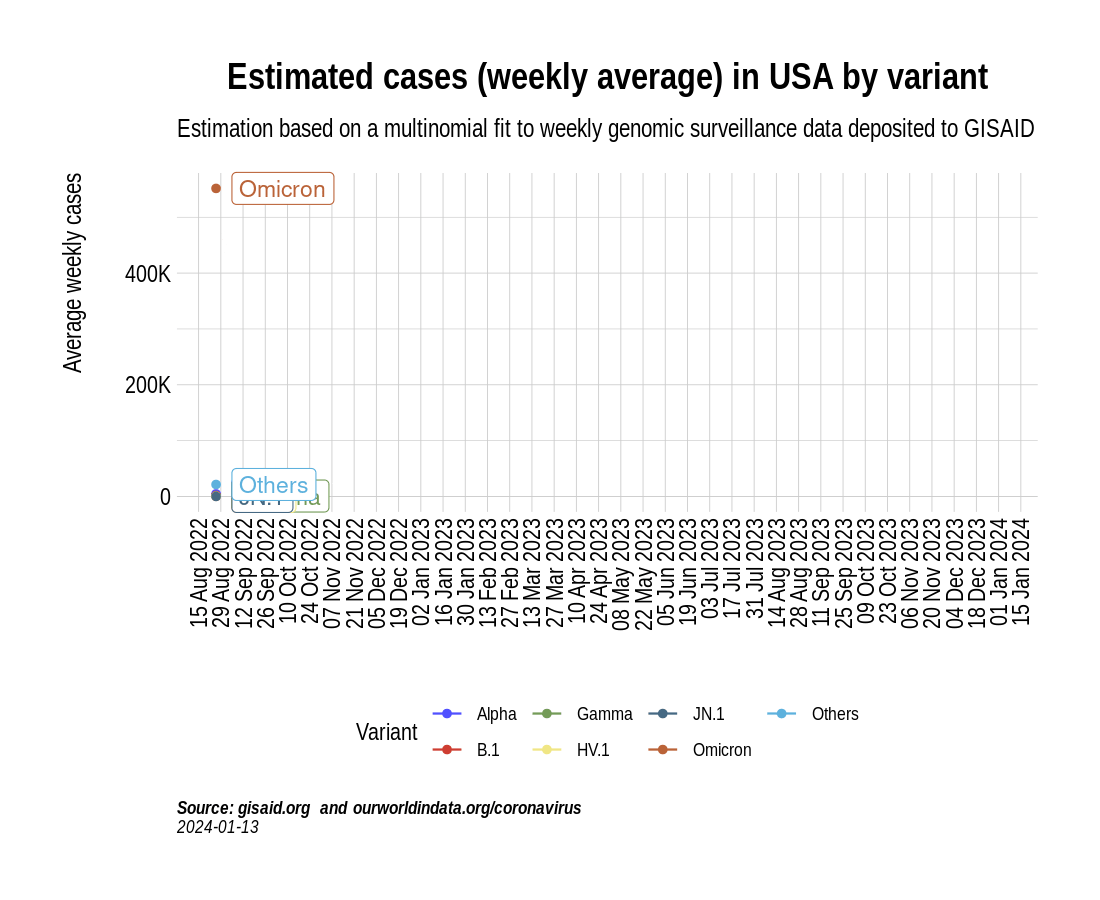 Estimated cases (weekly average) in USA by variant
Estimation based on a multinomial fit to weekly genomic surveillance data deposited to GISAID
Average weekly cases
400K
200K
0
Omicron
Others
15 Aug 2022
29 Aug 2022
12 Sep 2022
26 Sep 2022
10 Oct 2022
24 Oct 2022
07 Nov 2022
21 Nov 2022
05 Dec 2022
19 Dec 2022
02 Jan 2023
16 Jan 2023
30 Jan 2023
13 Feb 2023
27 Feb 2023
13 Mar 2023
27 Mar 2023
10 Apr 2023
24 Apr 2023
08 May 2023
22 May 2023
05 Jun 2023
19 Jun 2023
03 Jul 2023
17 Jul 2023
31 Jul 2023
14 Aug 2023
28 Aug 2023
11 Sep 2023
25 Sep 2023
09 Oct 2023
23 Oct 2023
06 Nov 2023
20 Nov 2023
04 Dec 2023
18 Dec 2023
01 Jan 2024
15 Jan 2024
Variant
Alpha Gamma JN.1 Others
B.1 HV.1 Omicron
Source: gisaid.org and ourworldindata.org/coronavirus
2024-01-13